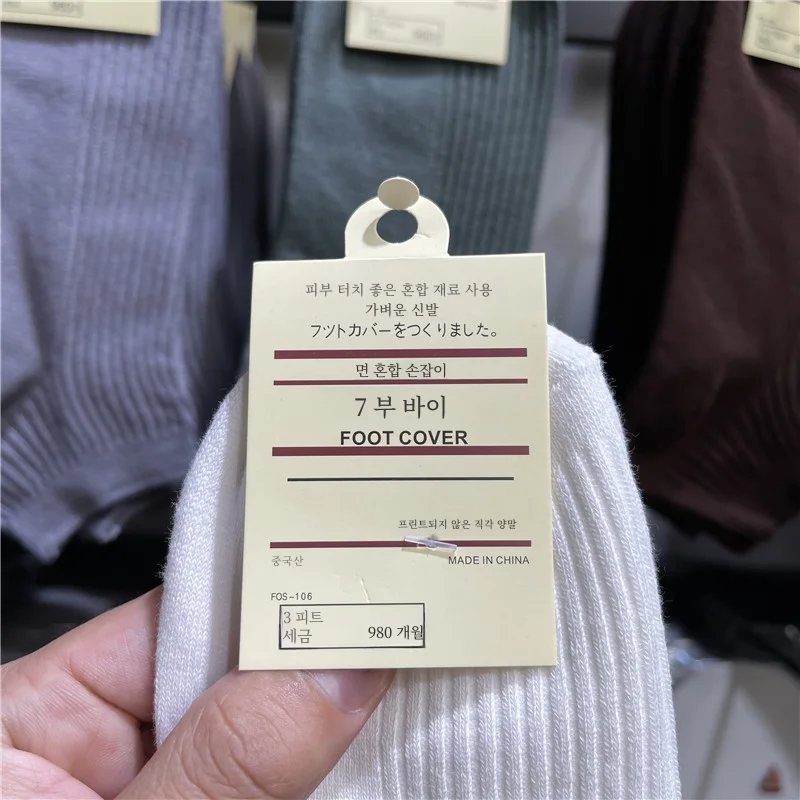 피부 터치 좋은 혼합 재료 사용
가벼운 신발
フツトカバーをつくりました。
면 혼합 손잡이
7 부 바이
FOOT COVER
프린트되지 않은 직각 양말
중국산
MADE IN CHINA
FOS-106
3 피트
세금
980 개월